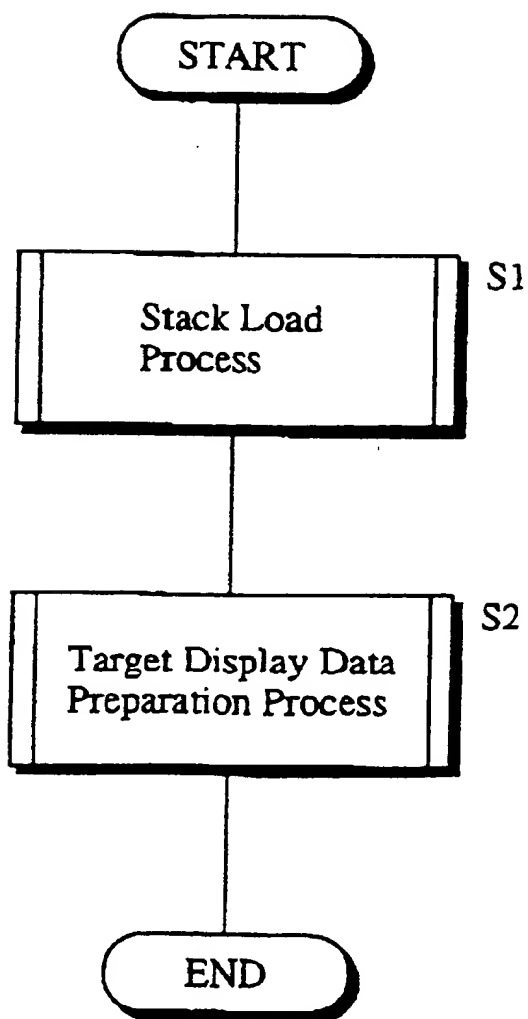 START
S1
Stack Load
Process
S2
Target Display Data
Preparation Process
END